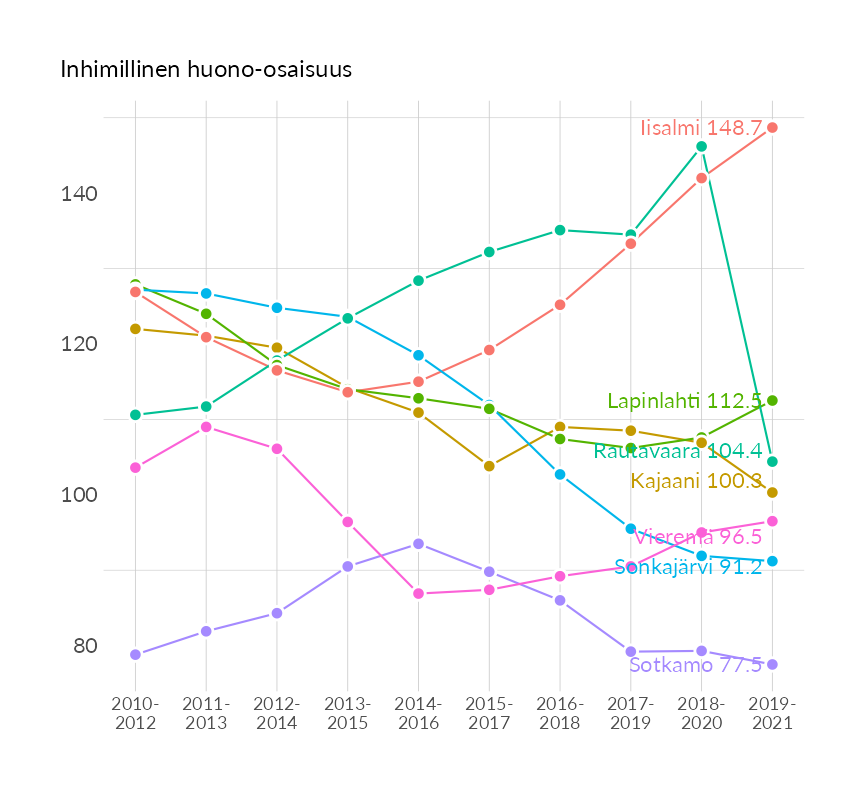 Inhimillinen huono-osaisuus
Iisalmi 148.7
140
120
Lapinlahti 112.5
Rautavaara 104.4
Kajaani 100.3
100
Vieremä 96.5
Sonkajärvi 91.2
80
Sotkamo 77.5
2010- 2011- 2012- 2013- 2014- 2015- 2016- 2017- 2018- 2019-
2012 2013 2014 2015 2016 2017 2018 2019 2020 2021